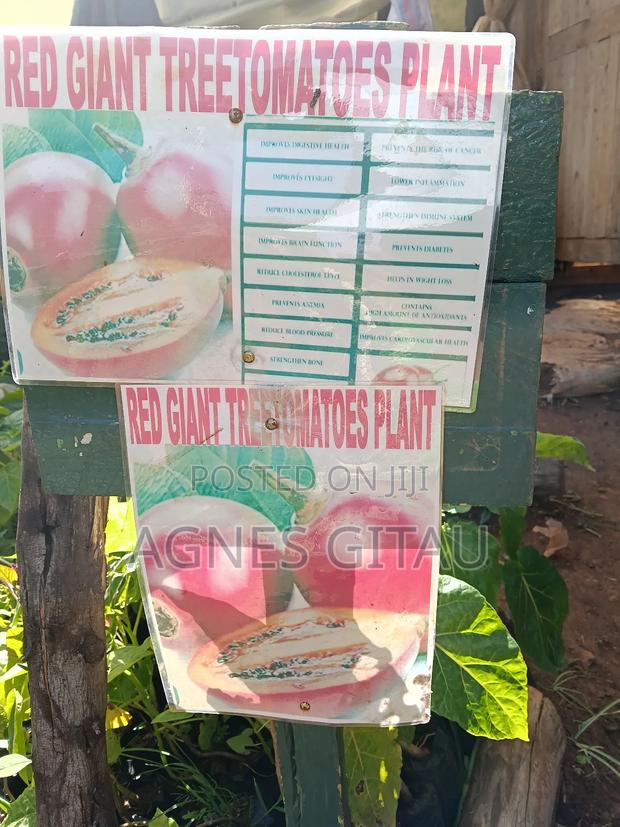 RED GIANT TREETOMATOES PLANT
IMPROVES DIGESTIVE HEALTH
PREVENTS THE RISK OF CANCER
IMPROVES EYESIGHT
LOWER INFLAMMATION
IMPROVES SKIN HEALTH
STRENGTHEN IMMUNE SYSTEM
IMPROVES BRAIN FUNCTION
PREVENTS DIABETES
REDUCE CHOLESTEROL LEVEL
HELPS IN WIGHT LOSS
PREVENTS ANEMIA
CONTAINS
HIGH AMOUNT OF ANTIOXIDANTS
REDUCE BLOOD PRESSURE
IMPROVES CARDIOVASCULAR HEALTH
STRENGTHEN BONE
RED GIANT TREETOMATOES PLANT
POSTED ON JIJI
AGNES GITAU